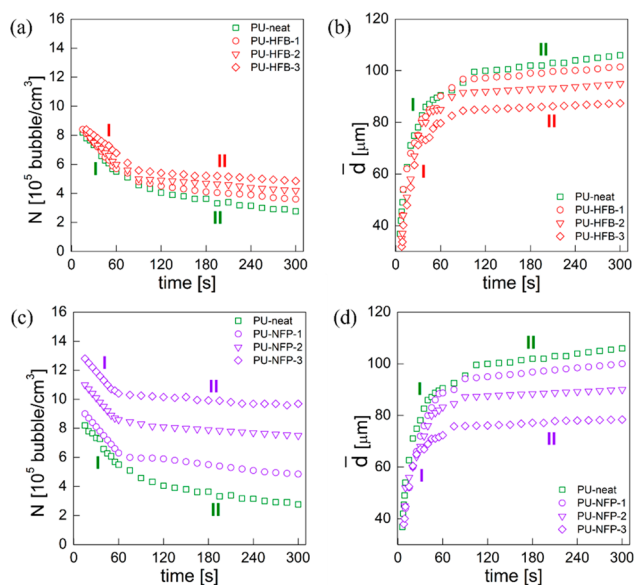 (a)
16
14
12
10
8
6
4
2
0
N [10⁵ bubble/cm³]
PU-neat
PU-HFB-1
PU-HFB-2
PU-HFB-3
I
I
II
II
0 60 120 180 240 300
time [s]
(b)
120
100
80
60
40
d̅ [μm]
II
I
I
II
PU-neat
PU-HFB-1
PU-HFB-2
PU-HFB-3
0 60 120 180 240 300
time [s]
(c)
16
14
12
10
8
6
4
2
0
N [10⁵ bubble/cm³]
PU-neat
PU-NFP-1
PU-NFP-2
PU-NFP-3
I
II
I
II
0 60 120 180 240 300
time [s]
(d)
120
100
80
60
40
d̅ [μm]
II
I
I
II
PU-neat
PU-NFP-1
PU-NFP-2
PU-NFP-3
0 60 120 180 240 300
time [s]